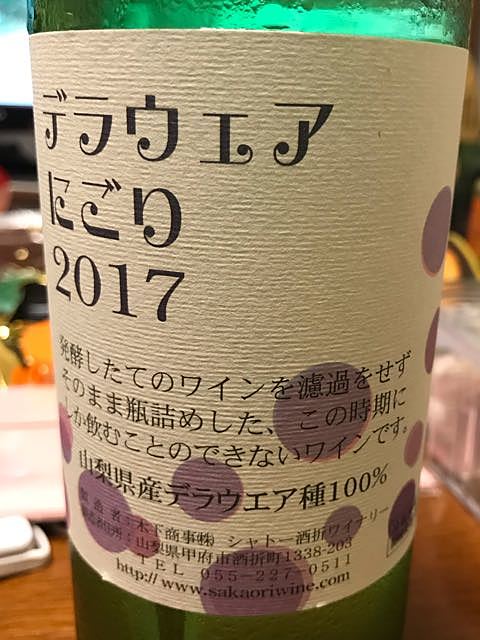 デラウェア
にごり
2017
発酵したてのワインを濾過をせず
そのまま瓶詰めした、この時期に
しか飲むことのできないワインです。
山梨県産デラウエア種100%
製造者：木下商事㈱ シャトー酒折ワイナリー
山梨県甲府市酒折町1338-203
TEL 055-227-0511
http://www.sakaoriwine.com